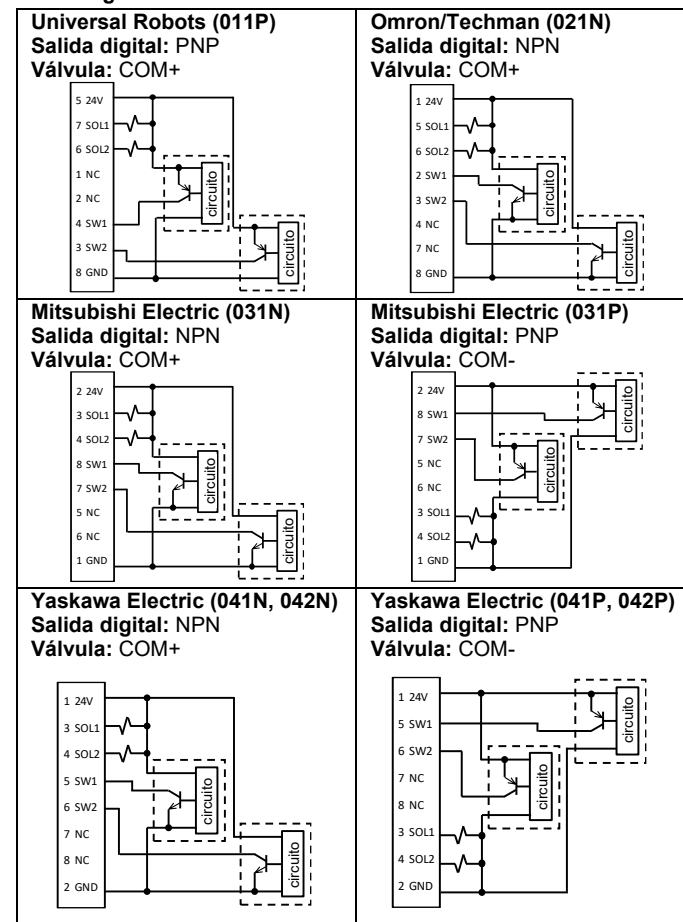 Universal Robots (011P)
Salida digital: PNP
Válvula: COM+
5 24V
7 SOL1
6 SOL2
1 NC
2 NC
4 SW1
3 SW2
8 GND
circuito
circuito
Omron/Techman (021N)
Salida digital: NPN
Válvula: COM+
1 24V
5 SOL1
6 SOL2
2 SW1
3 SW2
4 NC
7 NC
8 GND
circuito
circuito
Mitsubishi Electric (031N)
Salida digital: NPN
Válvula: COM+
2 24V
3 SOL1
4 SOL2
8 SW1
7 SW2
5 NC
6 NC
1 GND
circuito
circuito
Mitsubishi Electric (031P)
Salida digital: PNP
Válvula: COM-
2 24V
8 SW1
7 SW2
5 NC
6 NC
3 SOL1
4 SOL2
1 GND
circuito
circuito
Yaskawa Electric (041N, 042N)
Salida digital: NPN
Válvula: COM+
1 24V
3 SOL1
4 SOL2
5 SW1
6 SW2
7 NC
8 NC
2 GND
circuito
circuito
Yaskawa Electric (041P, 042P)
Salida digital: PNP
Válvula: COM-
1 24V
5 SW1
6 SW2
7 NC
8 NC
3 SOL1
4 SOL2
2 GND
circuito
circuito